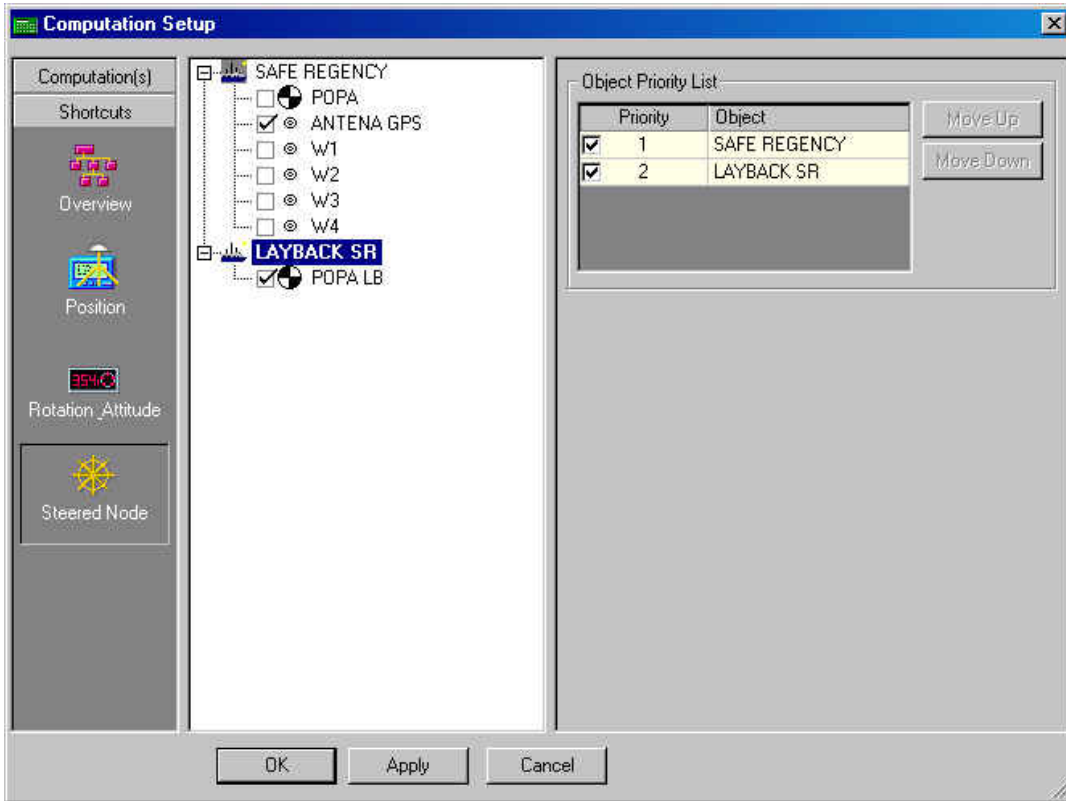 Computation Setup
Computation(s)
Shortcuts
Overview
Position
354
Rotation_Attitude
Steered Node
SAFE REGENCY
POPA
ANTENA GPS
W1
W2
W3
W4
LAYBACK SR
POPA LB
Object Priority List
Priority Object
1 SAFE REGENCY
2 LAYBACK SR
Move Up
Move Down
OK Apply Cancel